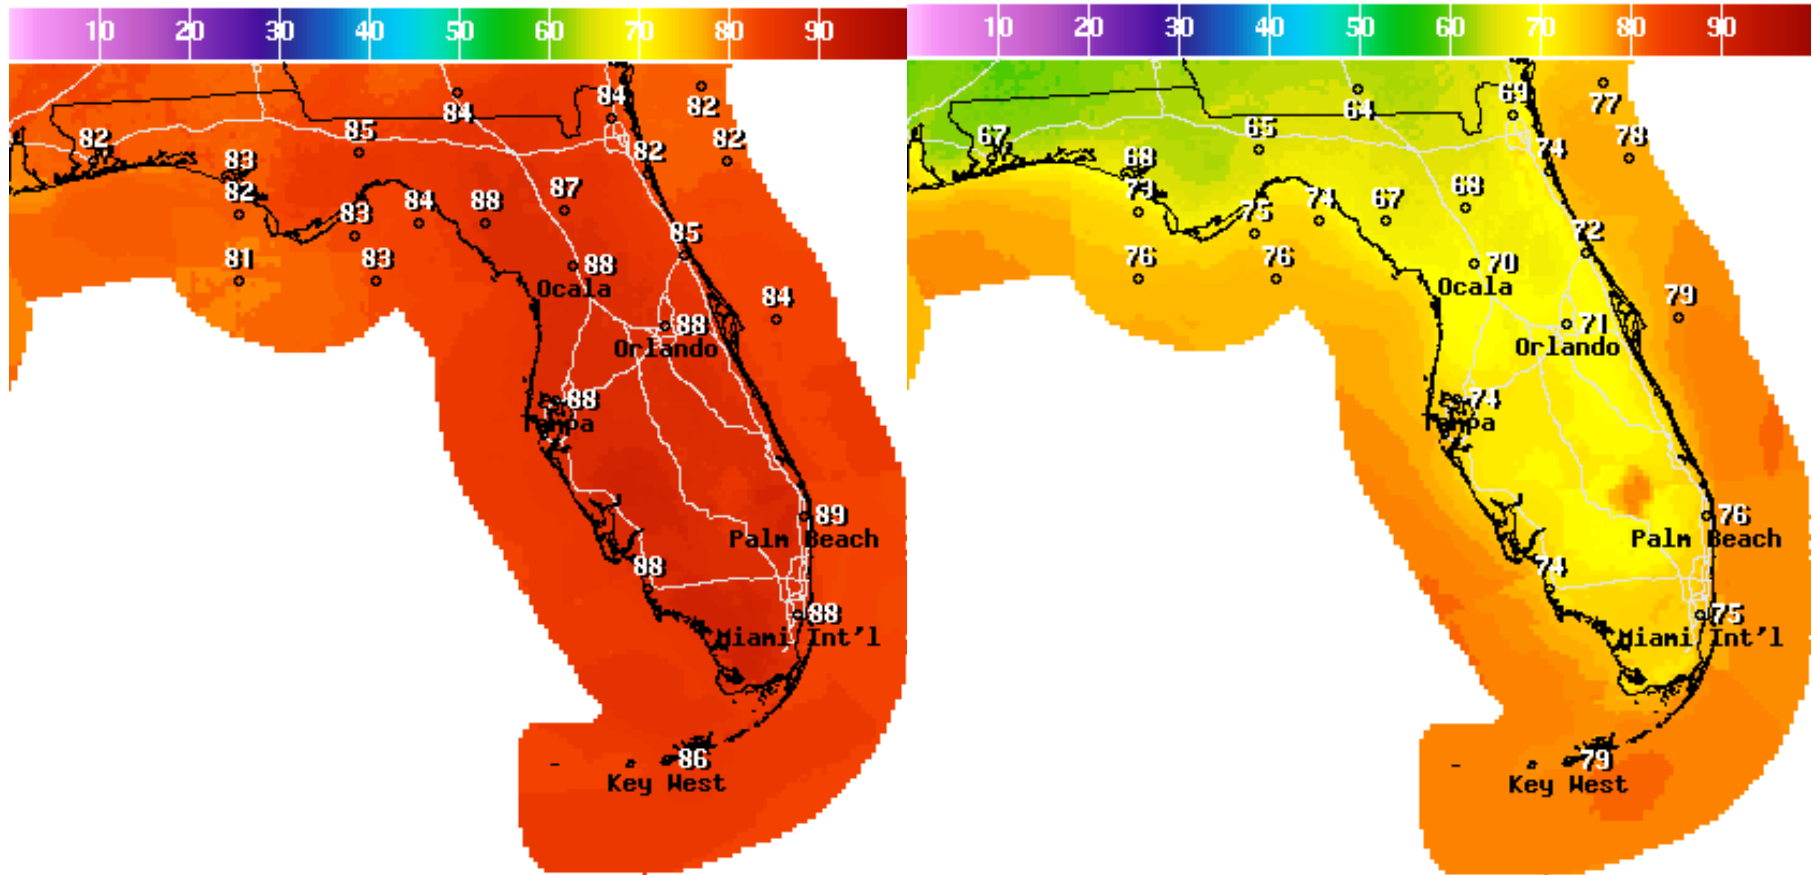 10 20 30 40 50 60 70 80 90
84 82
84
82 85 82 82
83
82 83 84 88 87
85
81 83 88
Ocala
84
88
Orlando
88
Tampa
89
Palm Beach
88
88
Miami Int'l
86
Key West
10 20 30 40 50 60 70 80 90
69 77
64
67 65 74 78
68
73 75 74 67 68
72
76 76 70
Ocala
79
71
Orlando
74
Tampa
76
Palm Beach
74
75
Miami Int'l
79
Key West